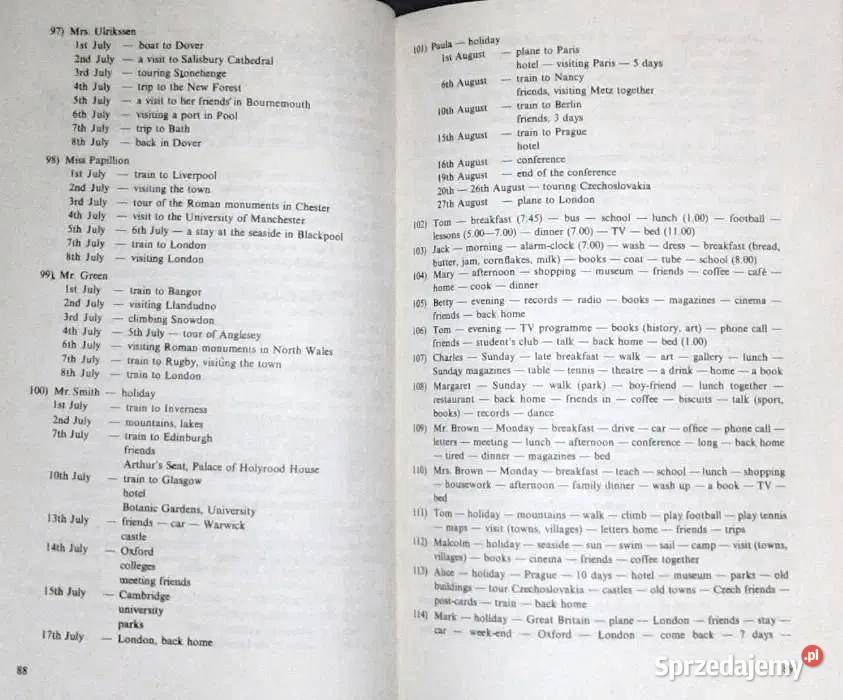 97) Mrs. Ulrikssen
1st July — boat to Dover
2nd July — a visit to Salisbury Cathedral
3rd July — touring Stonehenge
4th July — trip to the New Forest
5th July — a visit to her friends' in Bournemouth
6th July — visiting a port in Pool
7th July — trip to Bath
8th July — back in Dover
98) Miss Papillion
1st July — train to Liverpool
2nd July — visiting the town
3rd July — tour of the Roman monuments in Chester
4th July — visit to the University of Manchester
5th July — 6th July — a stay at the seaside in Blackpool
7th July — train to London
8th July — visiting London
99) Mr. Green
1st July — train to Bangor
2nd July — visiting Llandudno
3rd July — climbing Snowdon
4th July — 5th July — tour of Anglesey
6th July — visiting Roman monuments in North Wales
7th July — train to Rugby, visiting the town
8th July — train to London
100) Mr. Smith — holiday
1st July — train to Inverness
2nd July — mountains, lakes
7th July — train to Edinburgh
friends
Arthur's Seat, Palace of Holyrood House
10th July — train to Glasgow
hotel
Botanic Gardens, University
13th July — friends — car — Warwick
castle
14th July — Oxford
colleges
meeting friends
15th July — Cambridge
university
parks
17th July — London, back home
88
101) Paula — holiday
1st August — plane to Paris
hotel — visiting Paris — 5 days
6th August — train to Nancy
friends, visiting Metz together
10th August — train to Berlin
friends, 3 days
15th August — train to Prague
hotel
16th August — conference
19th August — end of the conference
20th — 26th August — touring Czechoslovakia
27th August — plane to London
102) Tom — breakfast (7.45) — bus — school — lunch (1.00) — football —
lessons (5.00—7.00) — dinner (7.00) — TV — bed (11.00)
103) Jack — morning — alarm-clock (7.00) — wash — dress — breakfast (bread,
butter, jam, cornflakes, milk) — books — coat — tube — school (8.00)
104) Mary — afternoon — shopping — museum — friends — coffee — café —
home — cook — dinner
105) Betty — evening — records — radio — books — magazines — cinema —
friends — back home
106) Tom — evening — TV programme — books (history, art) — phone call —
friends — student's club — talk — back home — bed (1.00)
107) Charles — Sunday — late breakfast — walk — art — gallery — lunch —
Sunday magazines — table — tennis — theatre — a drink — home — a book
108) Margaret — Sunday — walk (park) — boy-friend — lunch together —
restaurant — back home — friends in — coffee — biscuits — talk (sport,
books) — records — dance
109) Mr. Brown — Monday — breakfast — drive — car — office — phone call —
letters — meeting — lunch — afternoon — conference — long — back home
— tired — dinner — magazines — bed
110) Mrs. Brown — Monday — breakfast — teach — school — lunch — shopping
— housework — afternoon — family dinner — wash up — a book — TV —
bed
111) Tom — holiday — mountains — walk — climb — play football — play tennis
— maps — visit (towns, villages) — letters home — friends — trips
112) Malcolm — holiday — seaside — sun — swim — sail — camp — visit (towns,
villages) — books — cinema — friends — coffee together
113) Alice — holiday — Prague — 10 days — hotel — museum — parks — old
buildings — tour Czechoslovakia — castles — old towns — Czech friends —
post-cards — train — back home
114) Mark — holiday — Great Britain — plane — London — friends — stay —
car — week-end — Oxford — London — come back — 7 days —
Sprzedajemy.pl